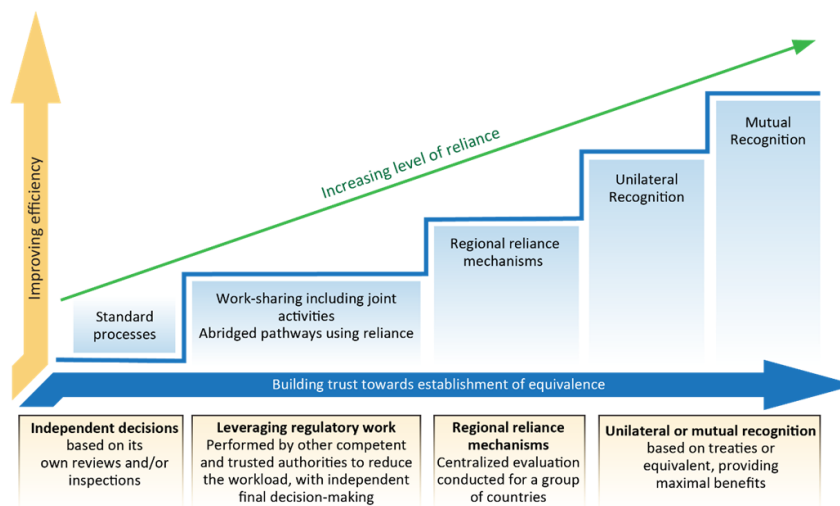 Improving efficiency
Increasing level of reliance
Standard
processes
Work-sharing including joint
activities
Abridged pathways using reliance
Regional reliance
mechanisms
Unilateral
Recognition
Mutual
Recognition
Building trust towards establishment of equivalence
Independent decisions
based on its
own reviews and/or
inspections
Leveraging regulatory work
Performed by other competent
and trusted authorities to reduce
the workload, with independent
final decision-making
Regional reliance
mechanisms
Centralized evaluation
conducted for a group
of countries
Unilateral or mutual recognition
based on treaties or
equivalent, providing
maximal benefits